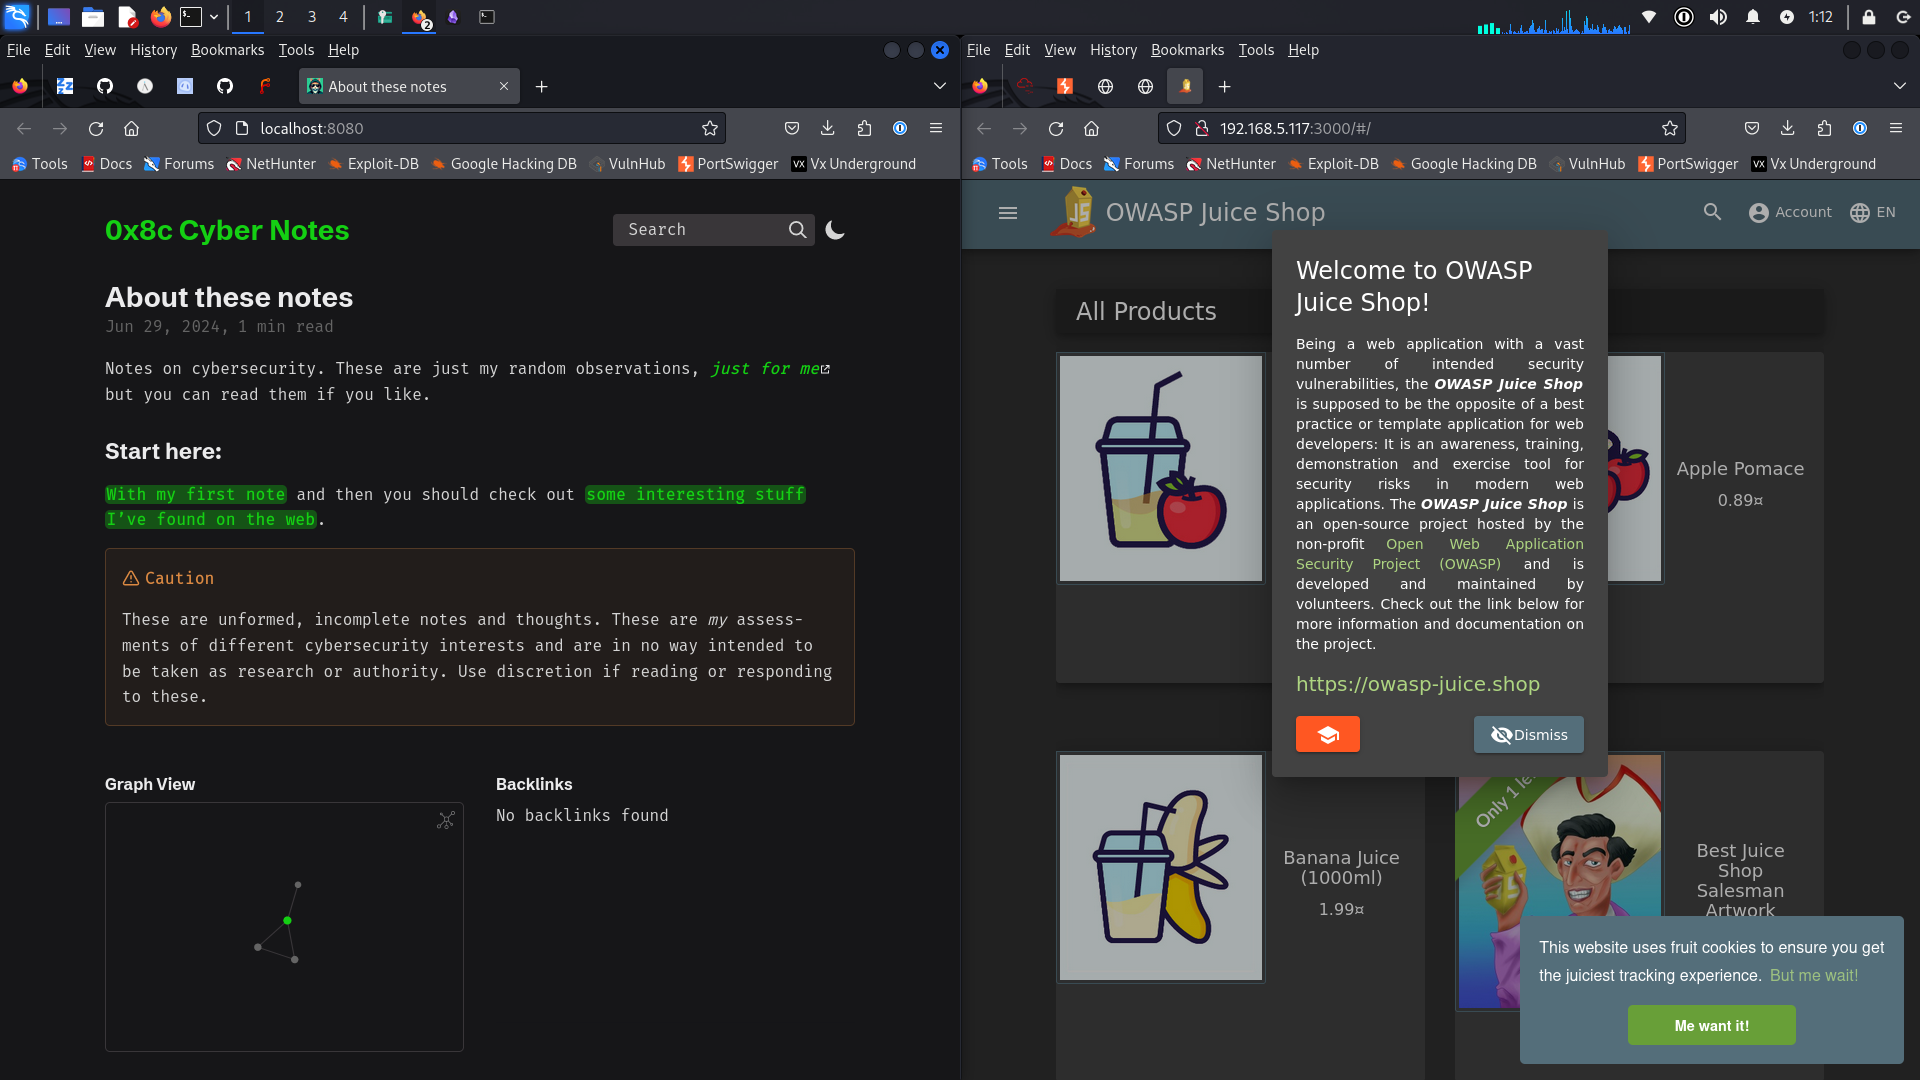 1 2 3 4
2
1:12
File Edit View History Bookmarks Tools Help
About these notes
localhost:8080
Tools Docs Forums NetHunter Exploit-DB Google Hacking DB VulnHub PortSwigger Vx Underground
0x8c Cyber Notes
Search
About these notes
Jun 29, 2024, 1 min read
Notes on cybersecurity. These are just my random observations, just for me
but you can read them if you like.
Start here:
With my first note and then you should check out some interesting stuff
I’ve found on the web.
Caution
These are unformed, incomplete notes and thoughts. These are my assess-
ments of different cybersecurity interests and are in no way intended to
be taken as research or authority. Use discretion if reading or responding
to these.
Graph View
Backlinks
No backlinks found
File Edit View History Bookmarks Tools Help
192.168.5.117:3000/#/
Tools Docs Forums NetHunter Exploit-DB Google Hacking DB VulnHub PortSwigger Vx Underground
JS
OWASP Juice Shop
Account
EN
All Products
Welcome to OWASP
Juice Shop!
Being a web application with a vast
number of intended security
vulnerabilities, the OWASP Juice Shop
is supposed to be the opposite of a best
practice or template application for web
developers: It is an awareness, training,
demonstration and exercise tool for
security risks in modern web
applications. The OWASP Juice Shop is
an open-source project hosted by the
non-profit Open Web Application
Security Project (OWASP) and is
developed and maintained by
volunteers. Check out the link below for
more information and documentation on
the project.
https://owasp-juice.shop
Dismiss
Apple Pomace
0.89¤
Banana Juice
(1000ml)
1.99¤
Only 1 le
Best Juice
Shop
Salesman
Artwork
This website uses fruit cookies to ensure you get
the juiciest tracking experience. But me wait!
Me want it!